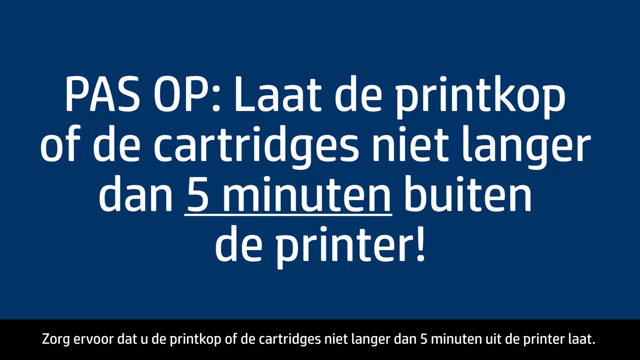 PAS OP: Laat de printkop
of de cartridges niet langer
dan 5 minuten buiten
de printer!
Zorg ervoor dat u de printkop of de cartridges niet langer dan 5 minuten uit de printer laat.